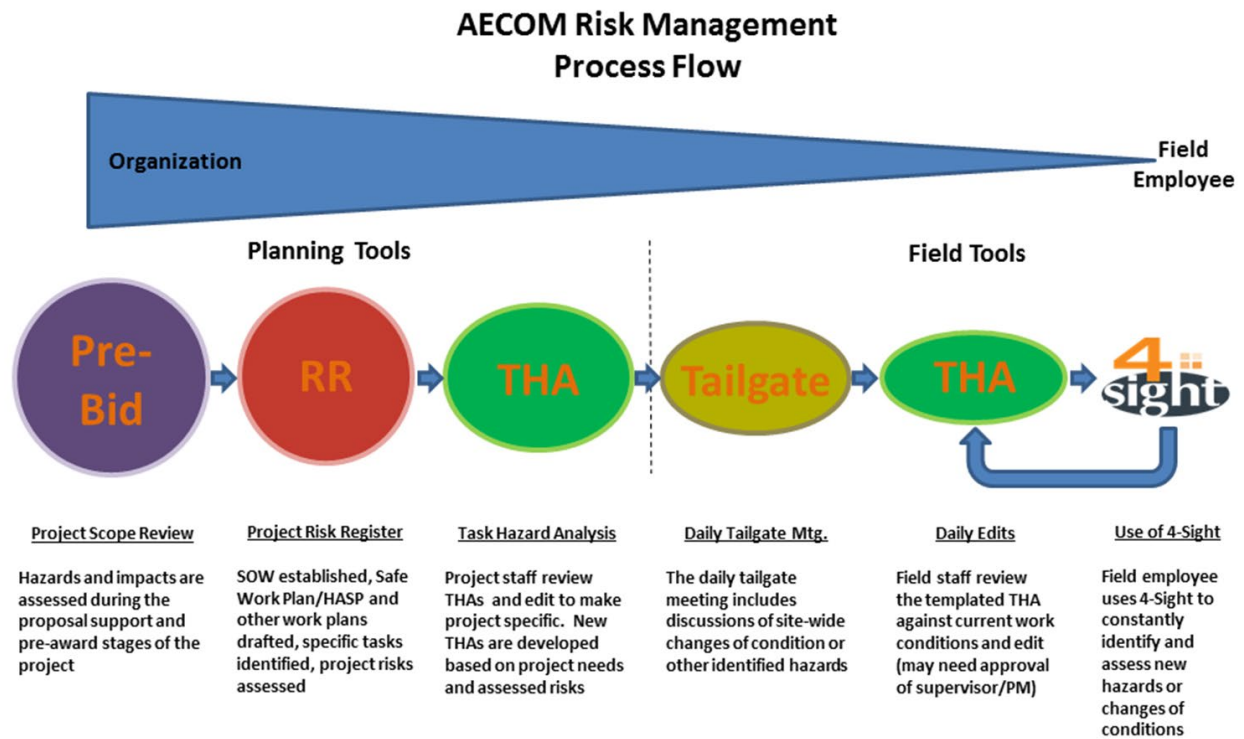 AECOM Risk Management
Process Flow
Organization
Field
Employee
Planning Tools
Field Tools
Pre-
Bid
RR
THA
Tailgate
THA
4
sight
Project Scope Review
Hazards and impacts are
assessed during the
proposal support and
pre-award stages of the
project
Project Risk Register
SOW established, Safe
Work Plan/HASP and
other work plans
drafted, specific tasks
identified, project risks
assessed
Task Hazard Analysis
Project staff review
THAs and edit to make
project specific. New
THAs are developed
based on project needs
and assessed risks
Daily Tailgate Mtg.
The daily tailgate
meeting includes
discussions of site-wide
changes of condition or
other identified hazards
Daily Edits
Field staff review
the templated THA
against current work
conditions and edit
(may need approval
of supervisor/PM)
Use of 4-Sight
Field employee
uses 4-Sight to
constantly
identify and
assess new
hazards or
changes of
conditions